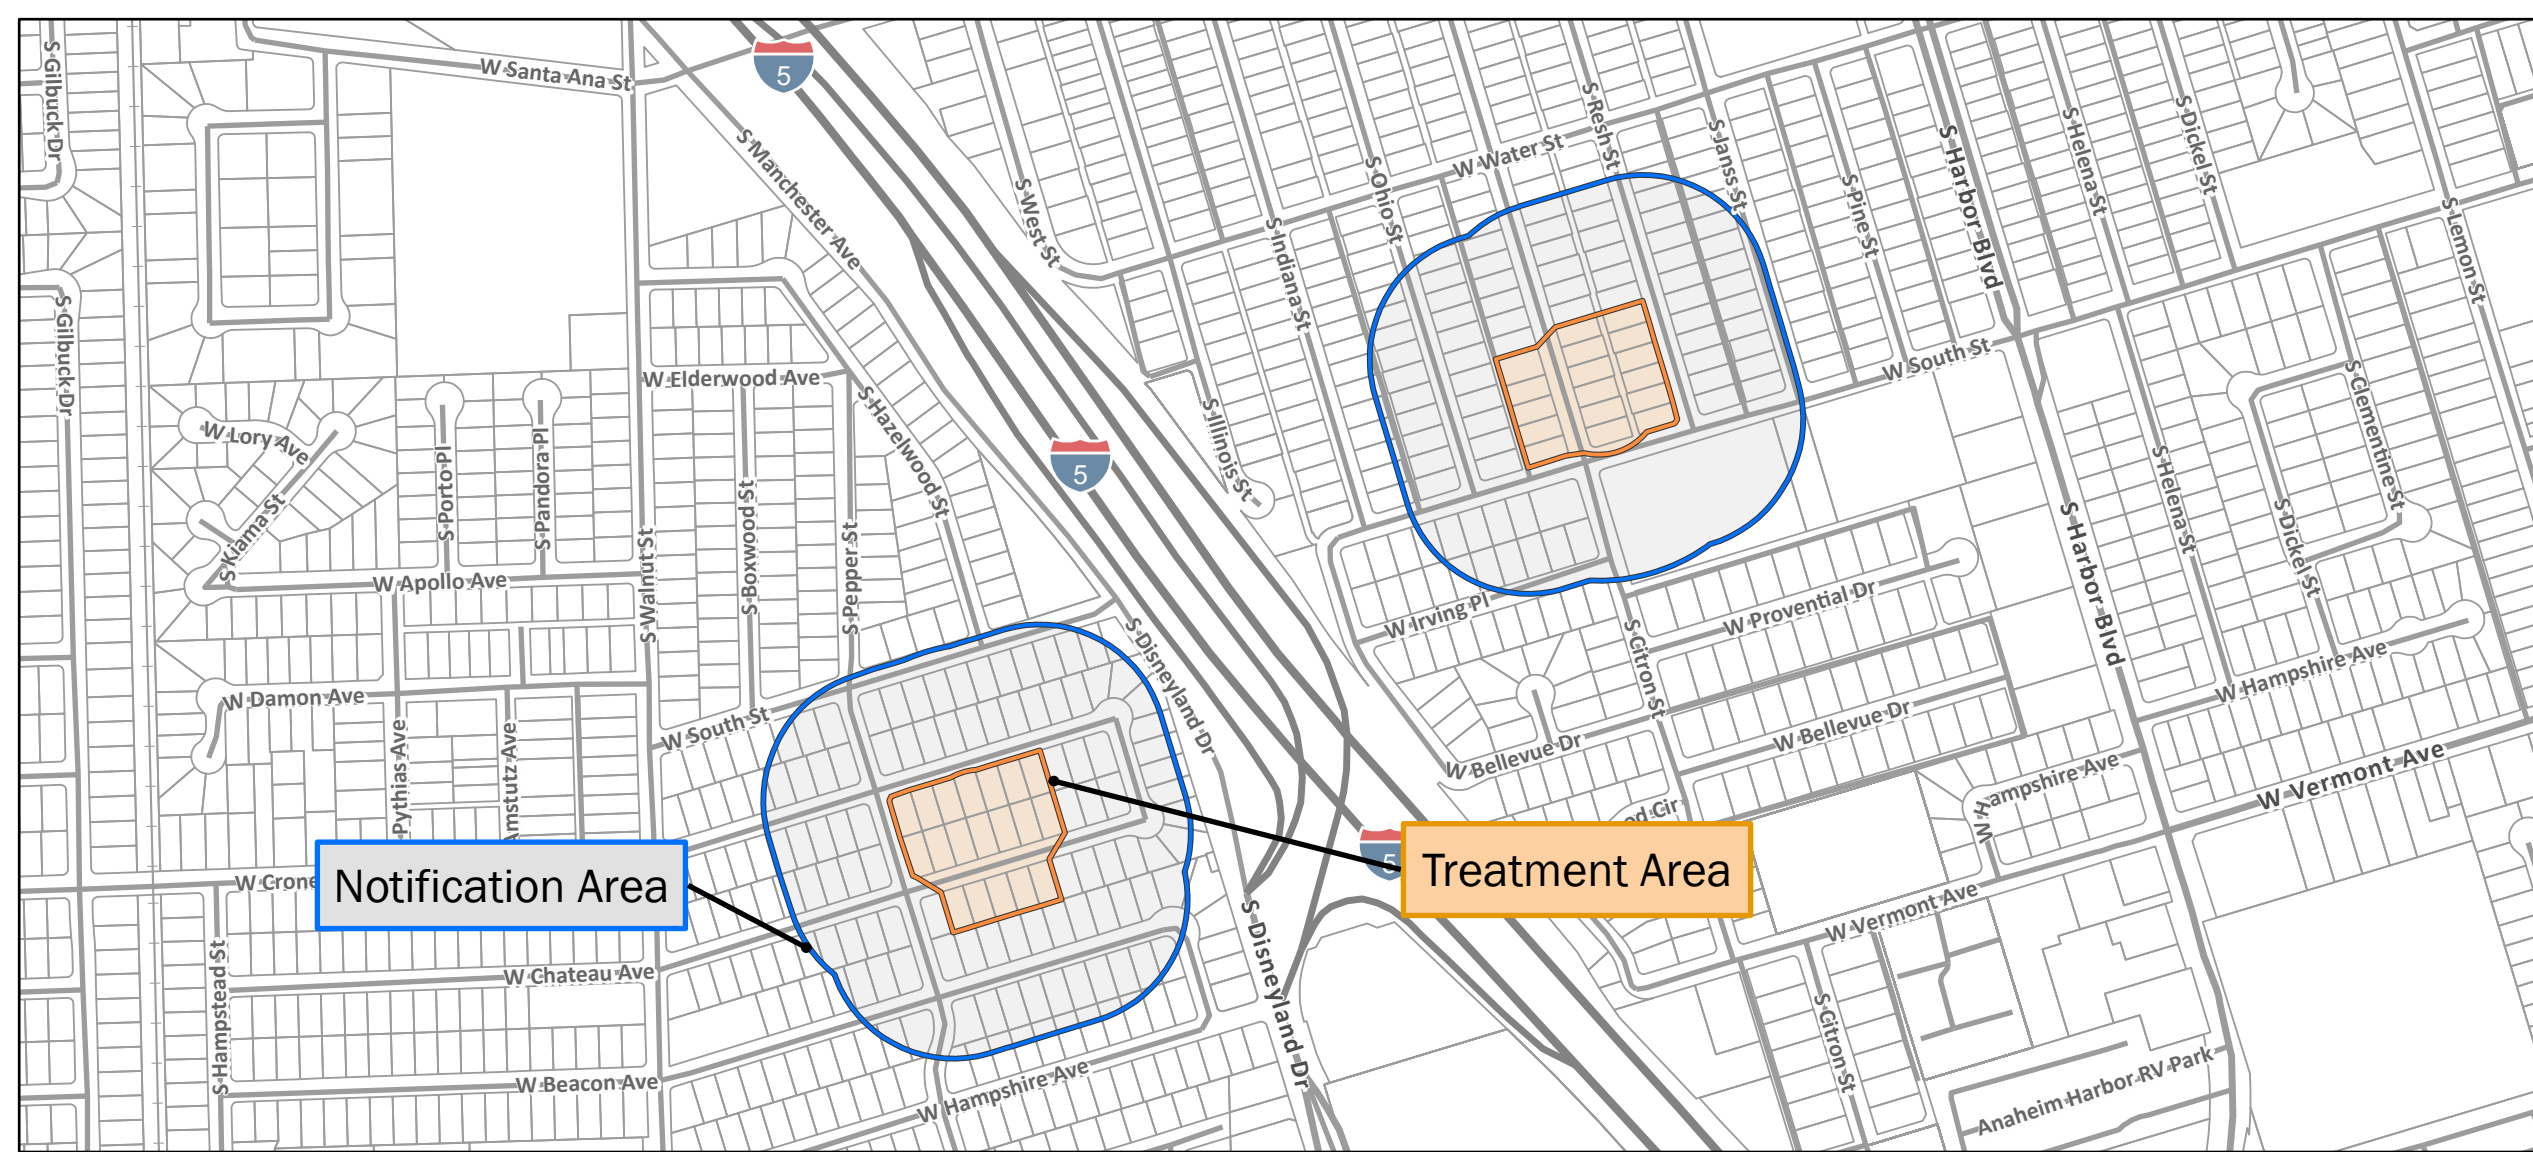 S Gilbuck Dr
W Santa Ana St
5
S Manchester Ave
S West St
S Indiana St
S Ohio St
W Water St
S Resh St
S Janss St
S Pine St
S Harbor Blvd
S Helena St
S Dickel St
S Lemon St
S Gilbuck Dr
W Elderwood Ave
S Hazelwood St
W South St
S Clementine St
W Lory Ave
S Kiama St
S Porto Pl
S Pandora Pl
S Walnut St
S Boxwood St
S Pepper St
5
S Illinois St
S Helena St
S Dickel St
S Harbor Blvd
W Apollo Ave
W Irving Pl
W Provential Dr
S Citron St
S Disneyland Dr
W Hampshire Ave
W Damon Ave
W South St
W Bellevue Dr
W Bellevue Dr
Pythias Ave
Amstutz Ave
W Hampshire Ave
W Vermont Ave
5
Treatment Area
Notification Area
W Crone
W Vermont Ave
S Disneyland Dr
W Chateau Ave
S Hampstead St
S Citron St
W Beacon Ave
W Hampshire Ave
Anaheim Harbor RV Park